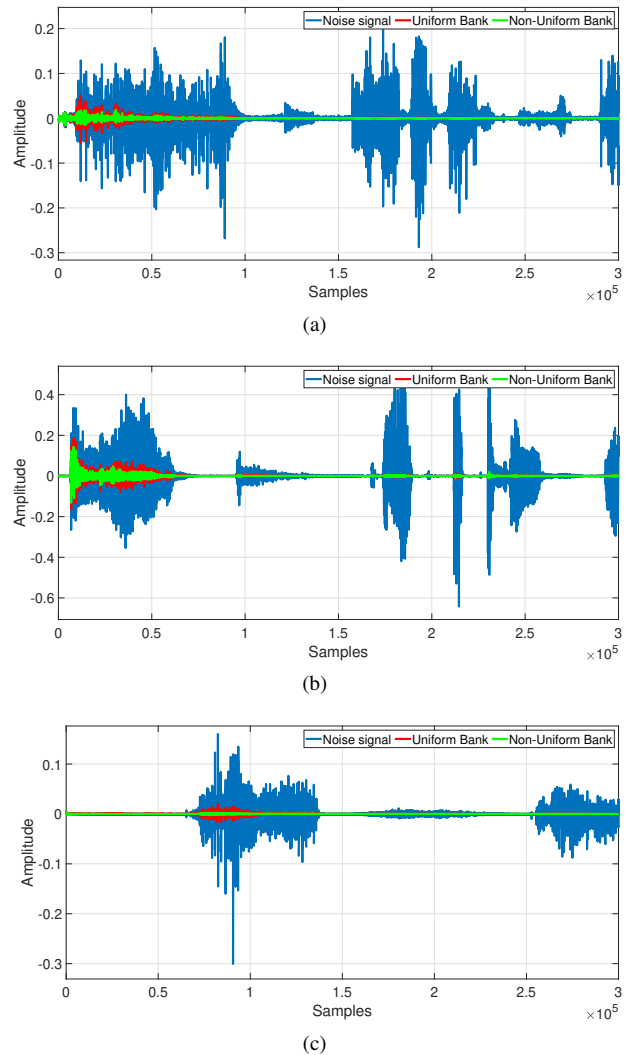 Noise signal Uniform Bank Non-Uniform Bank
0.2
0.1
0
-0.1
-0.2
-0.3
Amplitude
0 0.5 1 1.5 2 2.5 3
Samples
×10^5
(a)
Noise signal Uniform Bank Non-Uniform Bank
0.4
0.2
0
-0.2
-0.4
-0.6
Amplitude
0 0.5 1 1.5 2 2.5 3
Samples
×10^5
(b)
Noise signal Uniform Bank Non-Uniform Bank
0.1
0
-0.1
-0.2
-0.3
Amplitude
0 0.5 1 1.5 2 2.5 3
Samples
×10^5
(c)